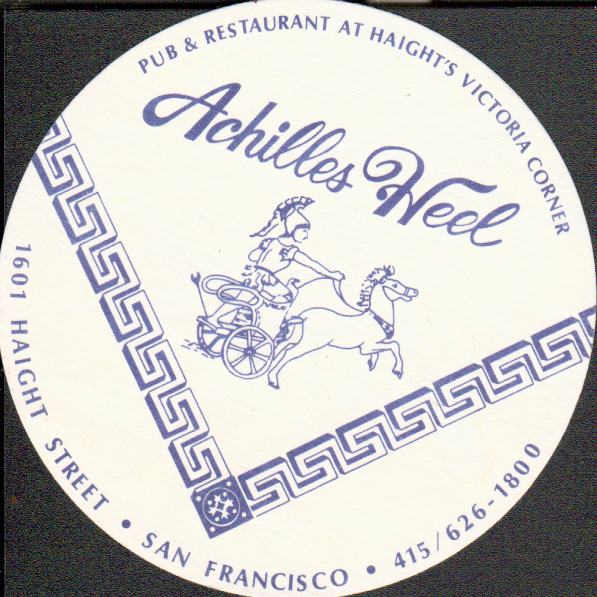 PUB & RESTAURANT AT HAIGHT'S VICTORIA CORNER
Achilles Heel
1601 HAIGHT STREET • SAN FRANCISCO • 415/626-1800